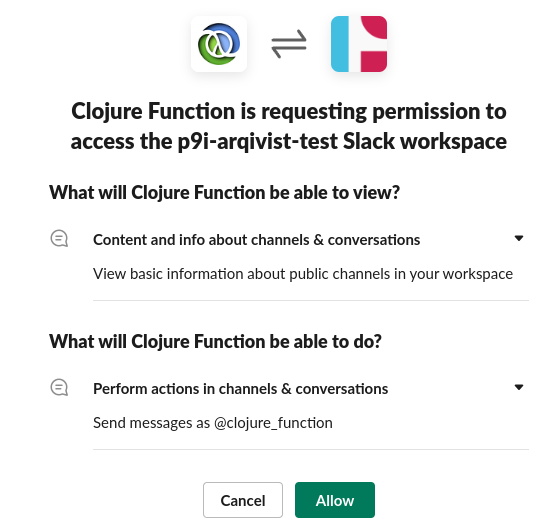 Clojure Function is requesting permission to
access the p9i-arqivist-test Slack workspace
What will Clojure Function be able to view?
Content and info about channels & conversations
View basic information about public channels in your workspace
What will Clojure Function be able to do?
Perform actions in channels & conversations
Send messages as @clojure_function
Cancel Allow